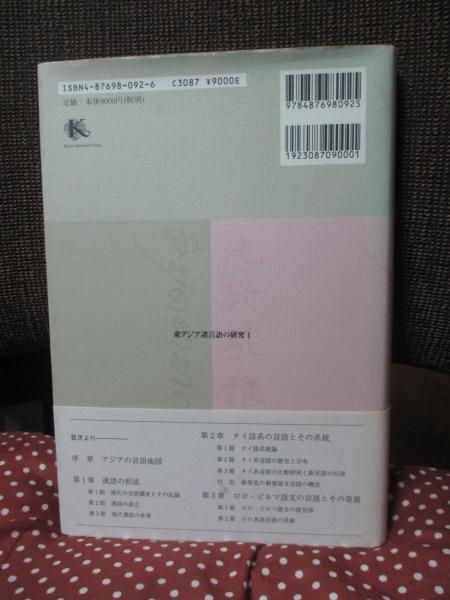 ISBN4-87698-092-6 C3087 ¥9000E
定価：本体9000円(税別)
9784876980925
1923087090001
K
Kyoto University Press
東アジア諸言語の研究 I
目次より
序 章 アジアの言語地図
第1章 漢語の形成
第1節 漢代の言語調査とその記録
第2節 漢語の成立
第3節 現代漢語の世界
第2章 タイ語系の言語とその系統
第1節 タイ語系統論
第2節 タイ系言語の歴史と分布
第3節 タイ系言語の比較研究と新言語の出現
付 記 新発見の侗泰語支言語の概況
第3章 ロロ・ビルマ語支の言語とその発展
第1節 ロロ・ビルマ語支の諸言語
第2節 ロロ系諸言語の系統